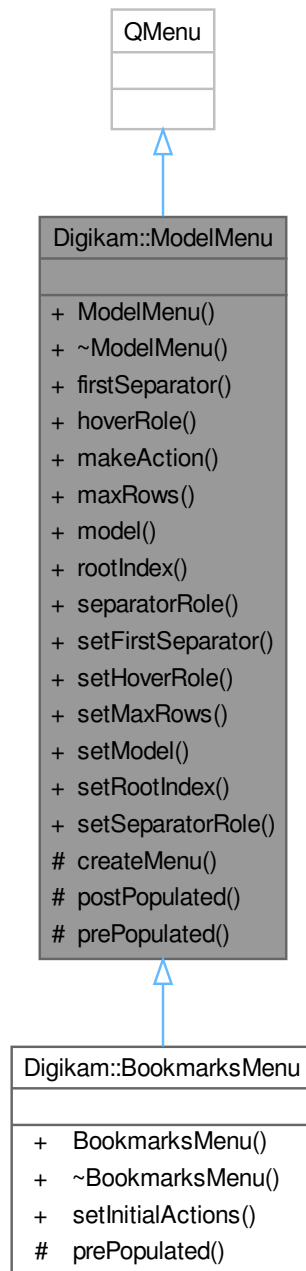 QMenu
Digikam::ModelMenu
+ ModelMenu()
+ ~ModelMenu()
+ firstSeparator()
+ hoverRole()
+ makeAction()
+ maxRows()
+ model()
+ rootIndex()
+ separatorRole()
+ setFirstSeparator()
+ setHoverRole()
+ setMaxRows()
+ setModel()
+ setRootIndex()
+ setSeparatorRole()
# createMenu()
# postPopulated()
# prePopulated()
Digikam::BookmarksMenu
+ BookmarksMenu()
+ ~BookmarksMenu()
+ setInitialActions()
# prePopulated()